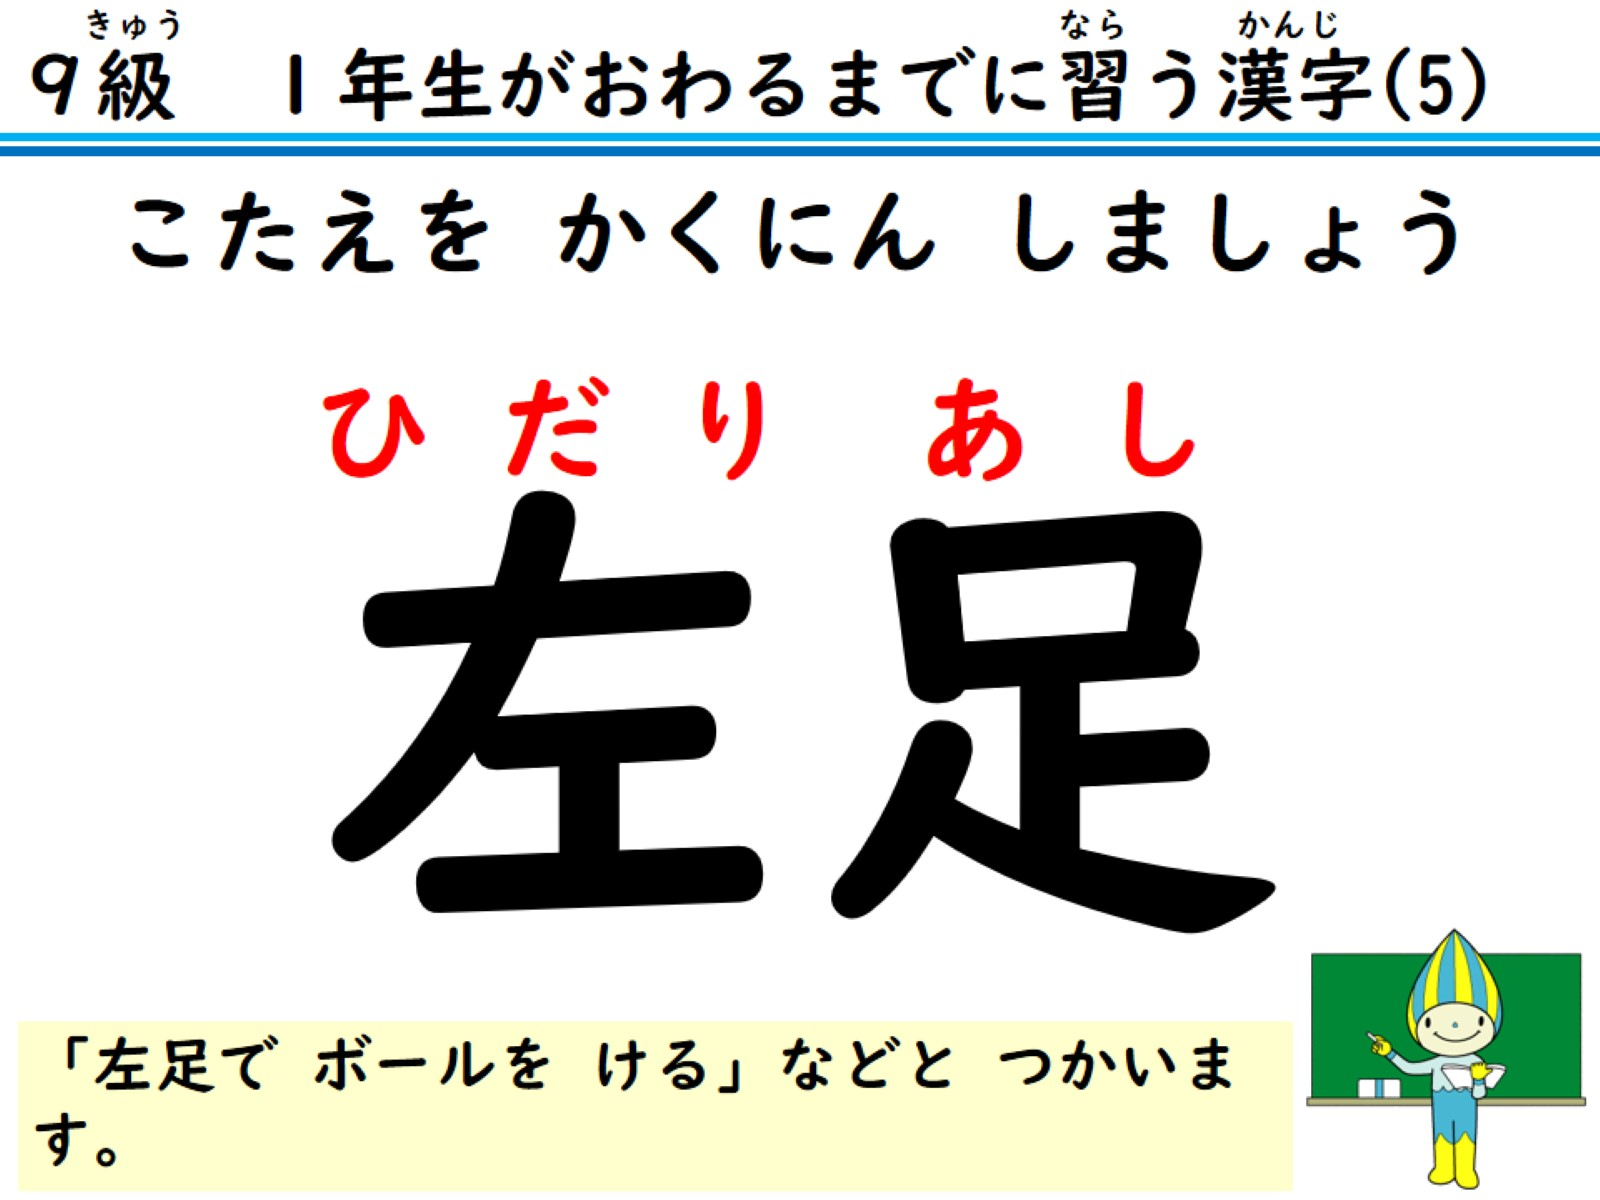 きゅう なら かんじ
9級 1年生がおわるまでに習う漢字(5)
こたえを かくにん しましょう
ひだり あし
左足
「左足で ボールを ける」などと つかいま
す。